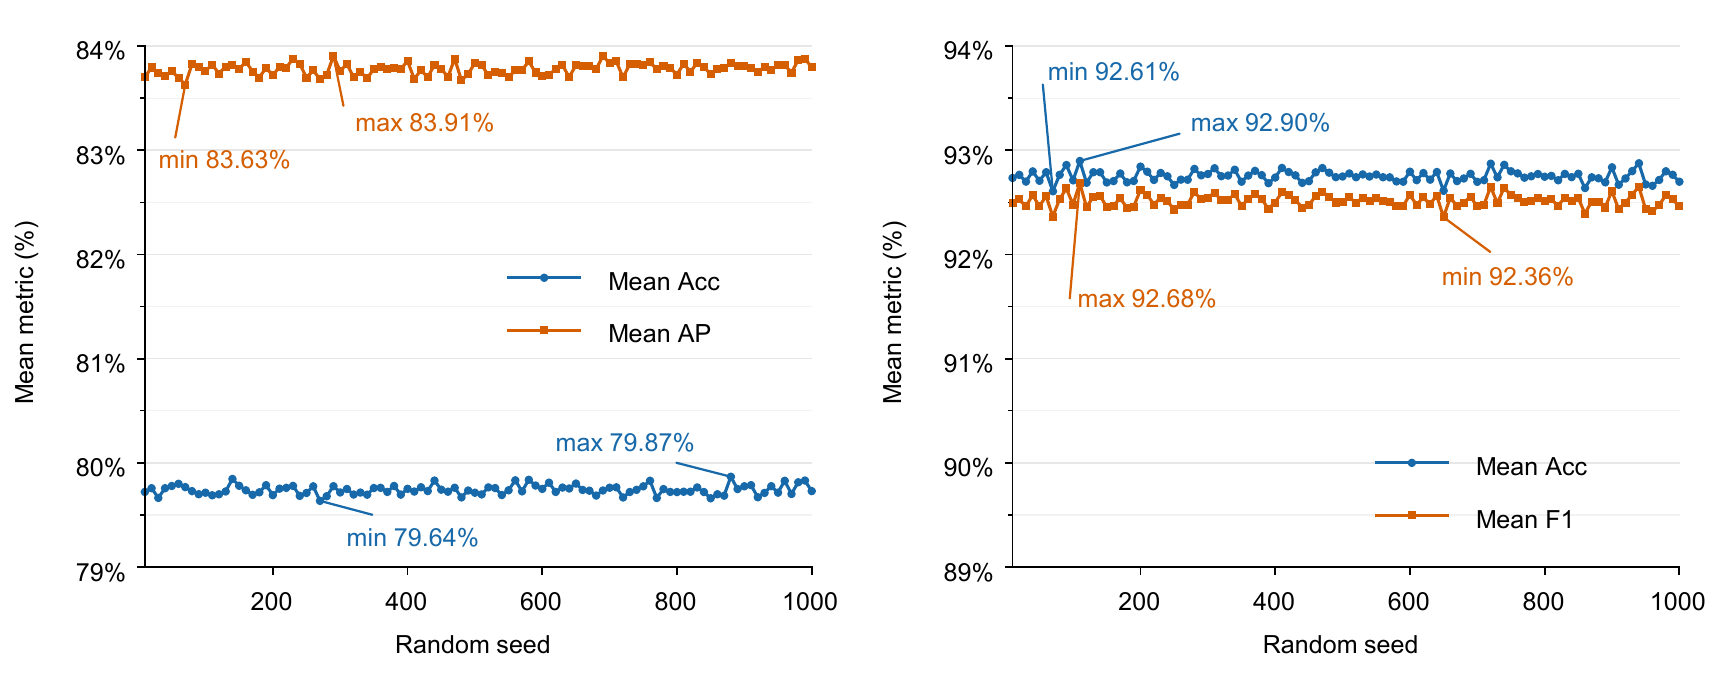 84%
83%
82%
81%
80%
79%
Mean metric (%)
max 83.91%
min 83.63%
Mean Acc
Mean AP
max 79.87%
min 79.64%
200
400
600
800
1000
Random seed
94%
93%
92%
91%
90%
89%
Mean metric (%)
min 92.61%
max 92.90%
min 92.36%
max 92.68%
Mean Acc
Mean F1
200
400
600
800
1000
Random seed